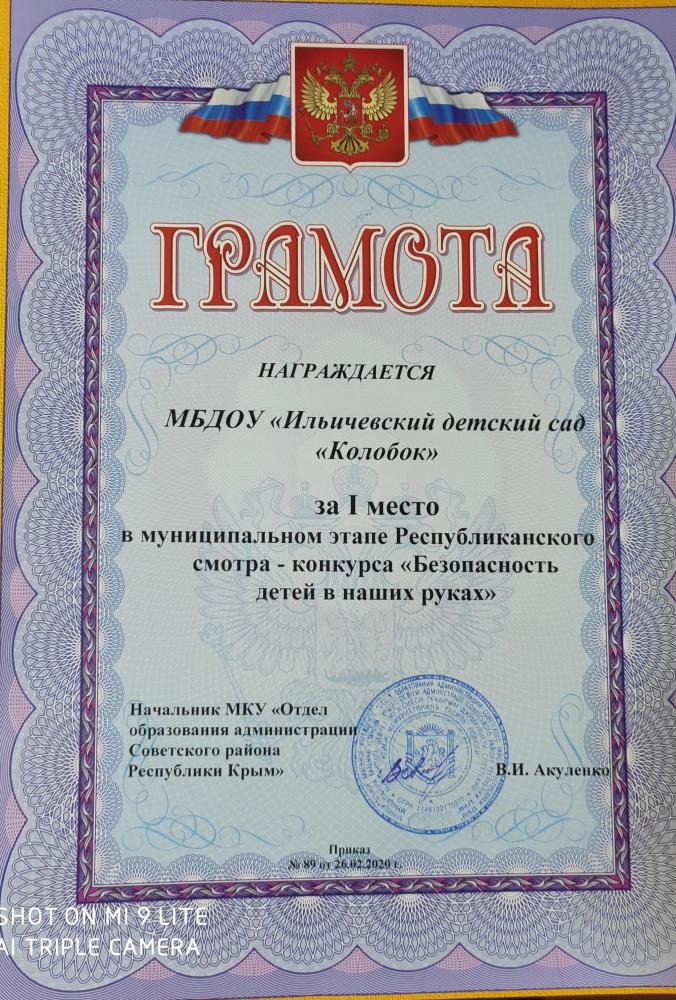 ГРАМОТА
НАГРАЖДАЕТСЯ
МБДОУ «Ильичевский детский сад
«Колобок»
за I место
в муниципальном этапе Республиканского
смотра - конкурса «Безопасность
детей в наших руках»
Начальник МКУ «Отдел
образования администрации
Советского района
Республики Крым»
В.И. Акуленко
Приказ
№ 89 от 26.02.2020 г.
SHOT ON MI 9 LITE
AI TRIPLE CAMERA